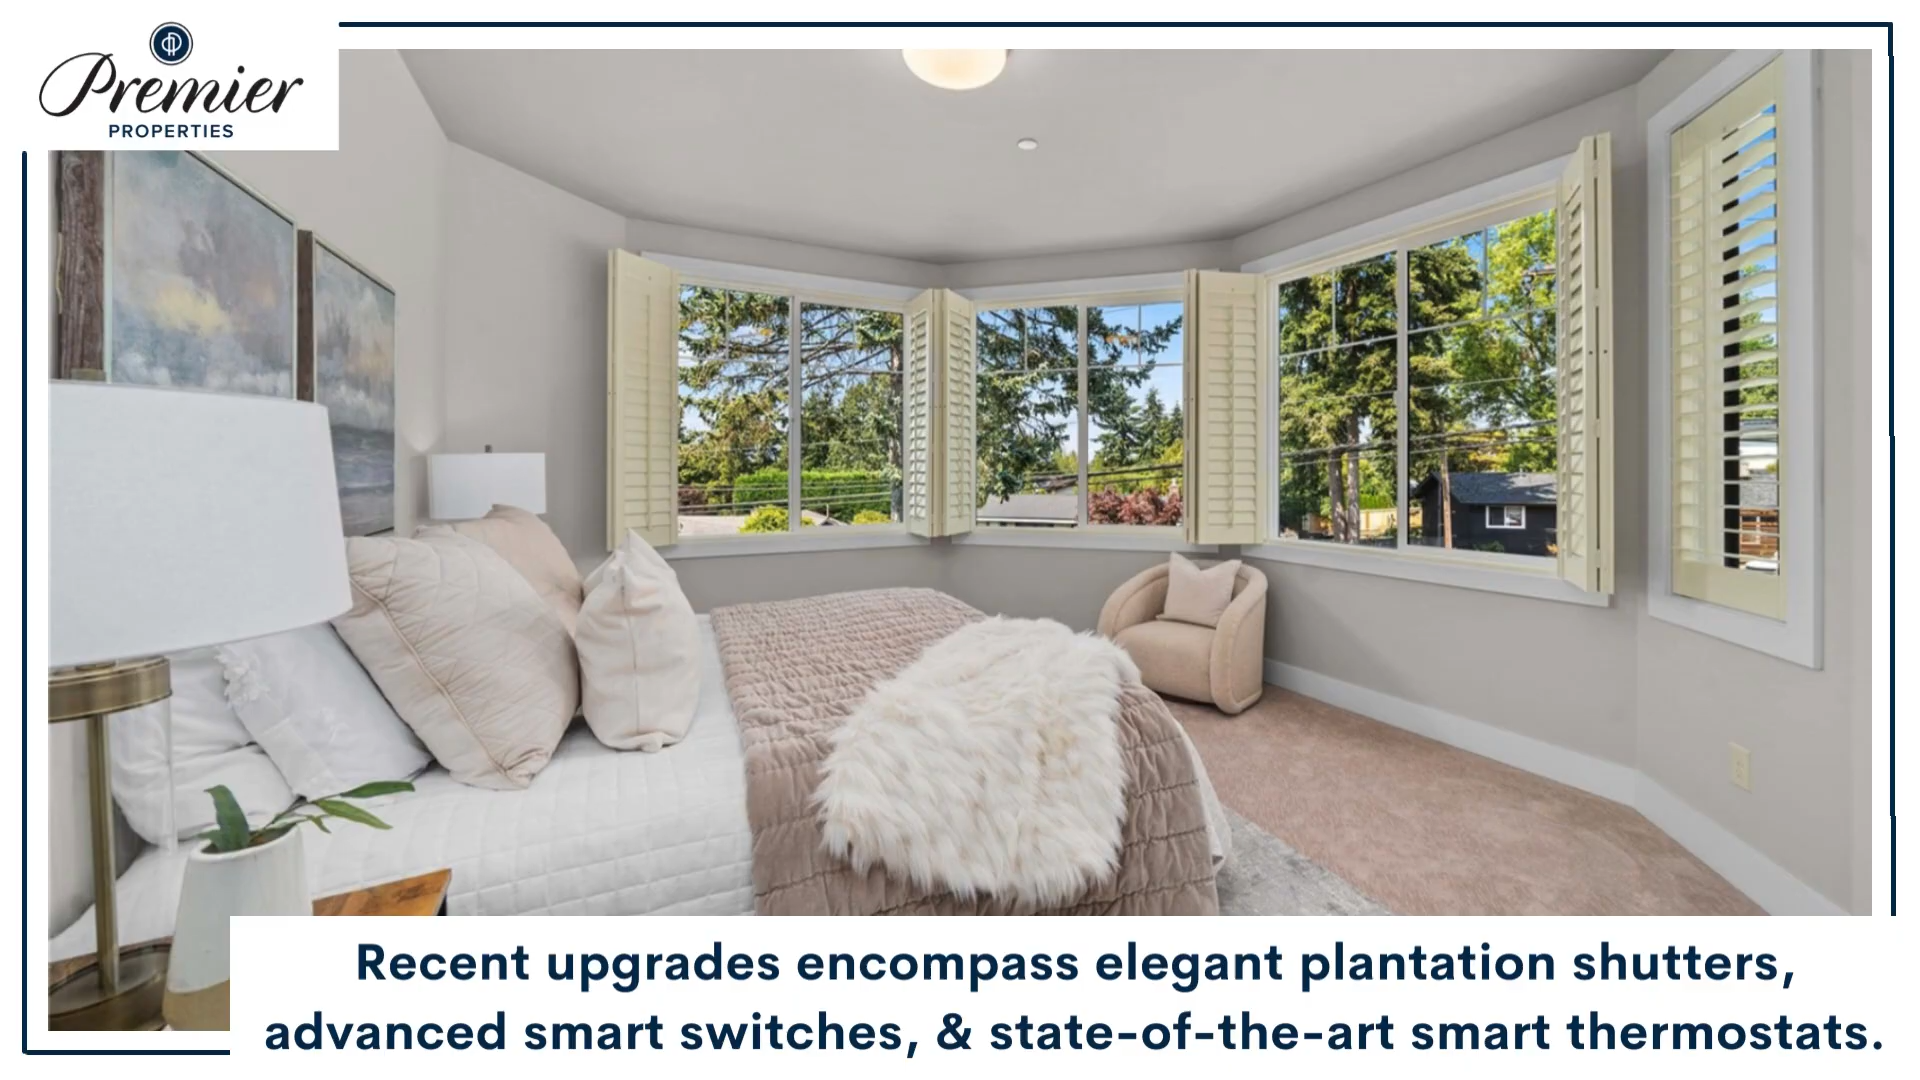 Premier
PROPERTIES
Recent upgrades encompass elegant plantation shutters,
advanced smart switches, & state-of-the-art smart thermostats.